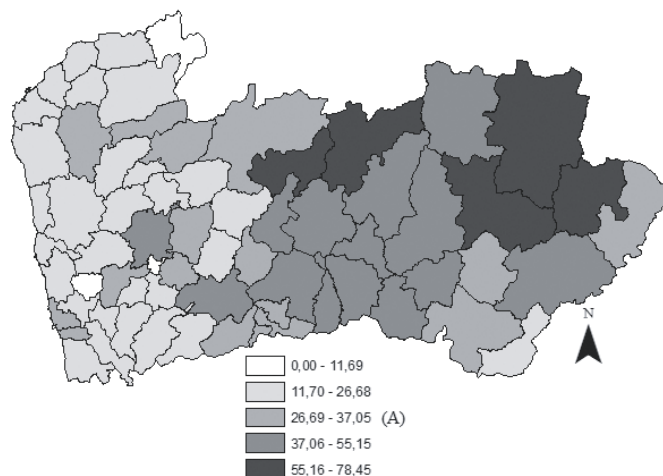 N
0,00 - 11,69
11,70 - 26,68
26,69 - 37,05 (A)
37,06 - 55,15
55,16 - 78,45